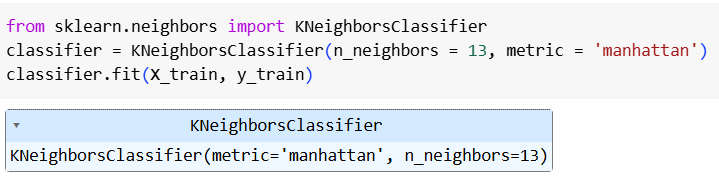 from sklearn.neighbors import KNeighborsClassifier
classifier = KNeighborsClassifier(n_neighbors = 13, metric = 'manhattan')
classifier.fit(X_train, y_train)
KNeighborsClassifier
KNeighborsClassifier(metric='manhattan', n_neighbors=13)